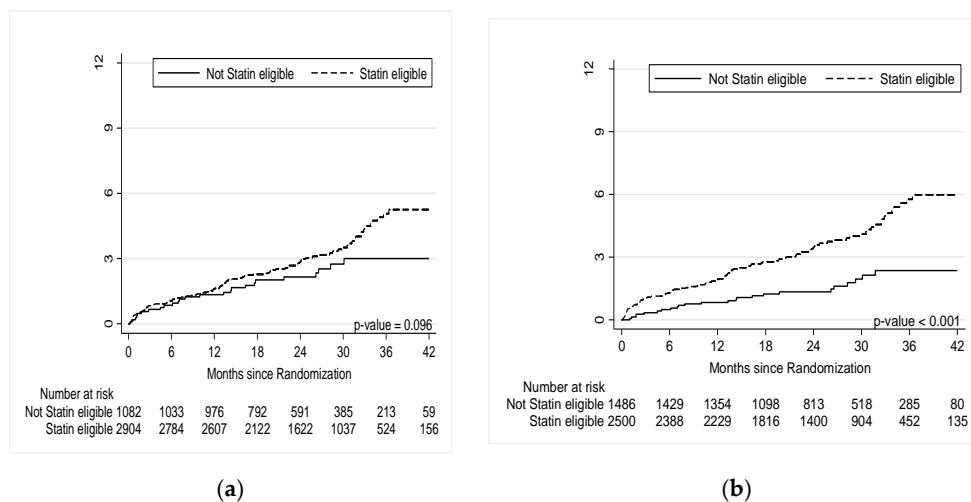 Not Statin eligible Statin eligible
12
9
6
3
0
p-value = 0.096
0 6 12 18 24 30 36 42
Months since Randomization
Number at risk
Not Statin eligible 1082 1033 976 792 591 385 213 59
Statin eligible 2904 2784 2607 2122 1622 1037 524 156
(a)
Not Statin eligible Statin eligible
12
9
6
3
0
p-value < 0.001
0 6 12 18 24 30 36 42
Months since Randomization
Number at risk
Not Statin eligible 1486 1429 1354 1098 813 518 285 80
Statin eligible 2500 2388 2229 1816 1400 904 452 135
(b)